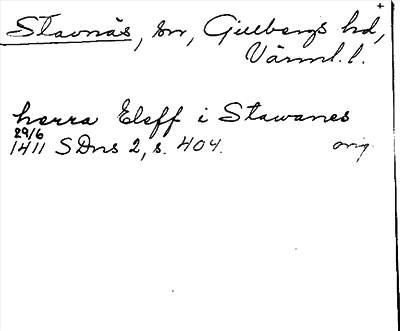 Stavnäs, sn, Gillbergs hd,
Värml. l.
herra Eleff i Stawanes
29/6
1411 SDns 2, s. 404. orig.